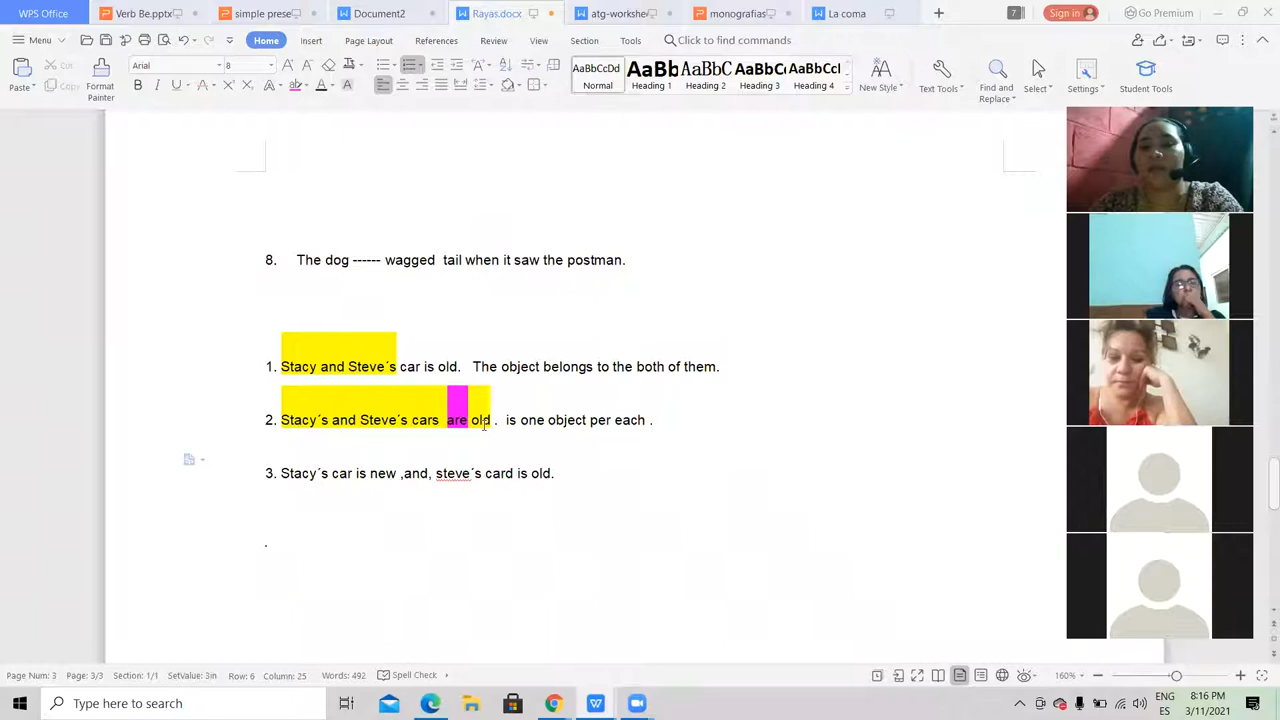 WPS Office
Verb Be.pptx
simple prese
Document2
Rayas.docx
atg-workshe
monografias
La coma
7
Sign in
Go Premium
Menu
Home
Insert
References
Review
View
Section
Tools
Click to find commands
Paste
Cut
Copy
Format
Painter
Arial
8
AaBbCcDd
Normal
AaBb
Heading 1
AaBbC
Heading 2
AaBbCc
Heading 3
AaBbCcI
Heading 4
New Style
Text Tools
Find and
Replace
Select
Settings
Student Tools
8. The dog ------ wagged tail when it saw the postman.
1. Stacy and Steve´s car is old. The object belongs to the both of them.
2. Stacy´s and Steve´s cars are old . is one object per each .
3. Stacy´s car is new ,and, steve´s card is old.
.
Page Num: 3
Page: 3/3
Section: 1/1
Row: 6
Column: 25
Words: 492
Spell Check
160%
Type here to search
ENG
ES
8:16 PM
3/11/2021